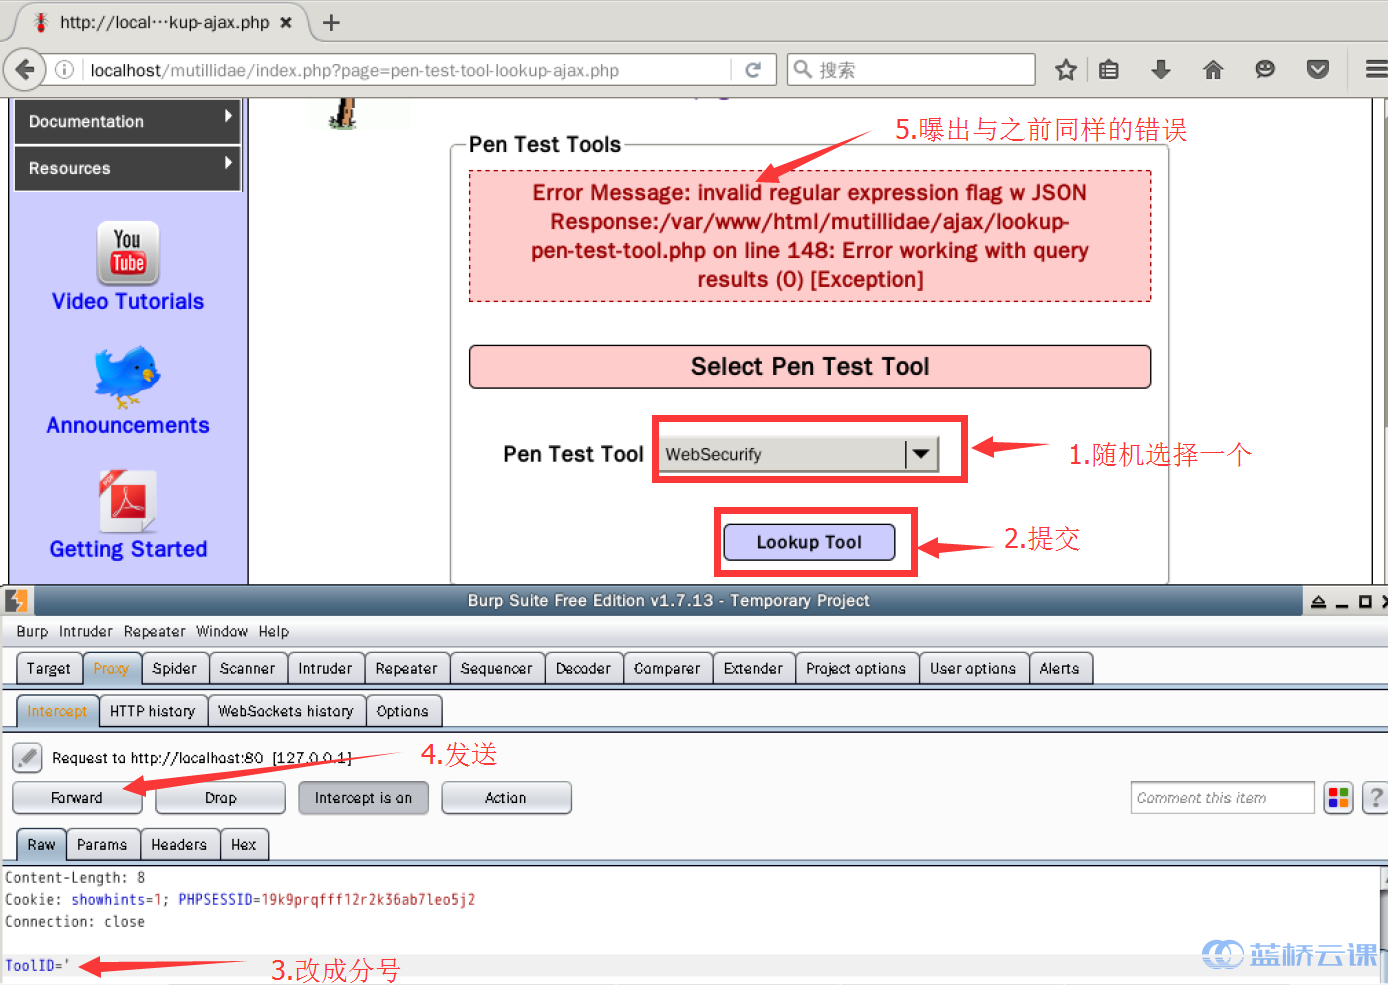 http://local⋯kup-ajax.php
localhost/mutillidae/index.php?page=pen-test-tool-lookup-ajax.php
搜索
Documentation
Resources
You
Tube
Video Tutorials
Announcements
PDF
Getting Started
5.曝出与之前同样的错误
Pen Test Tools
Error Message: invalid regular expression flag w JSON
Response:/var/www/html/mutillidae/ajax/lookup-
pen-test-tool.php on line 148: Error working with query
results (0) [Exception]
Select Pen Test Tool
Pen Test Tool WebSecurify
1.随机选择一个
Lookup Tool
2.提交
Burp Suite Free Edition v1.7.13 - Temporary Project
Burp Intruder Repeater Window Help
Target Proxy Spider Scanner Intruder Repeater Sequencer Decoder Comparer Extender Project options User options Alerts
Intercept HTTP history WebSockets history Options
Request to http://localhost:80 [127.0.0.1]
4.发送
Forward Drop Intercept is on Action Comment this item ?
Raw Params Headers Hex
Content-Length: 8
Cookie: showhints=1; PHPSESSID=19k9prqfff12r2k36ab7leo5j2
Connection: close
ToolID='
3.改成分号
蓝桥云课